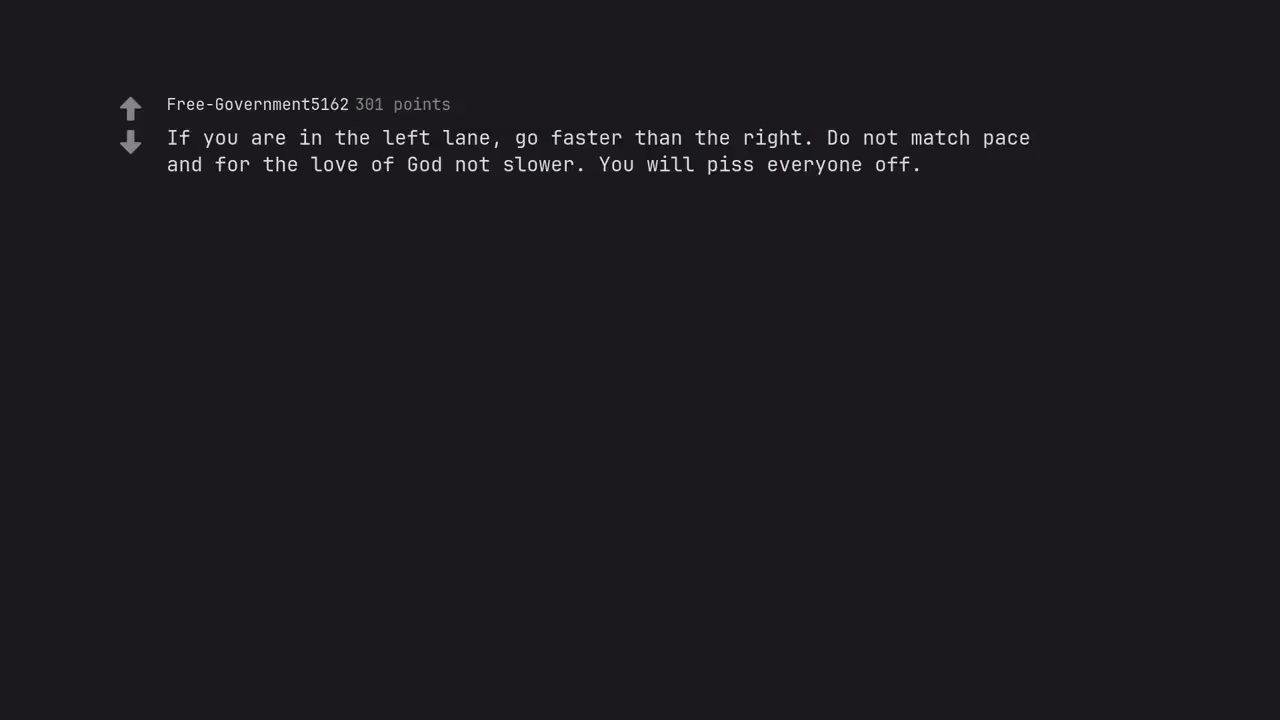 Free-Government5162 301 points
If you are in the left lane, go faster than the right. Do not match pace
and for the love of God not slower. You will piss everyone off.